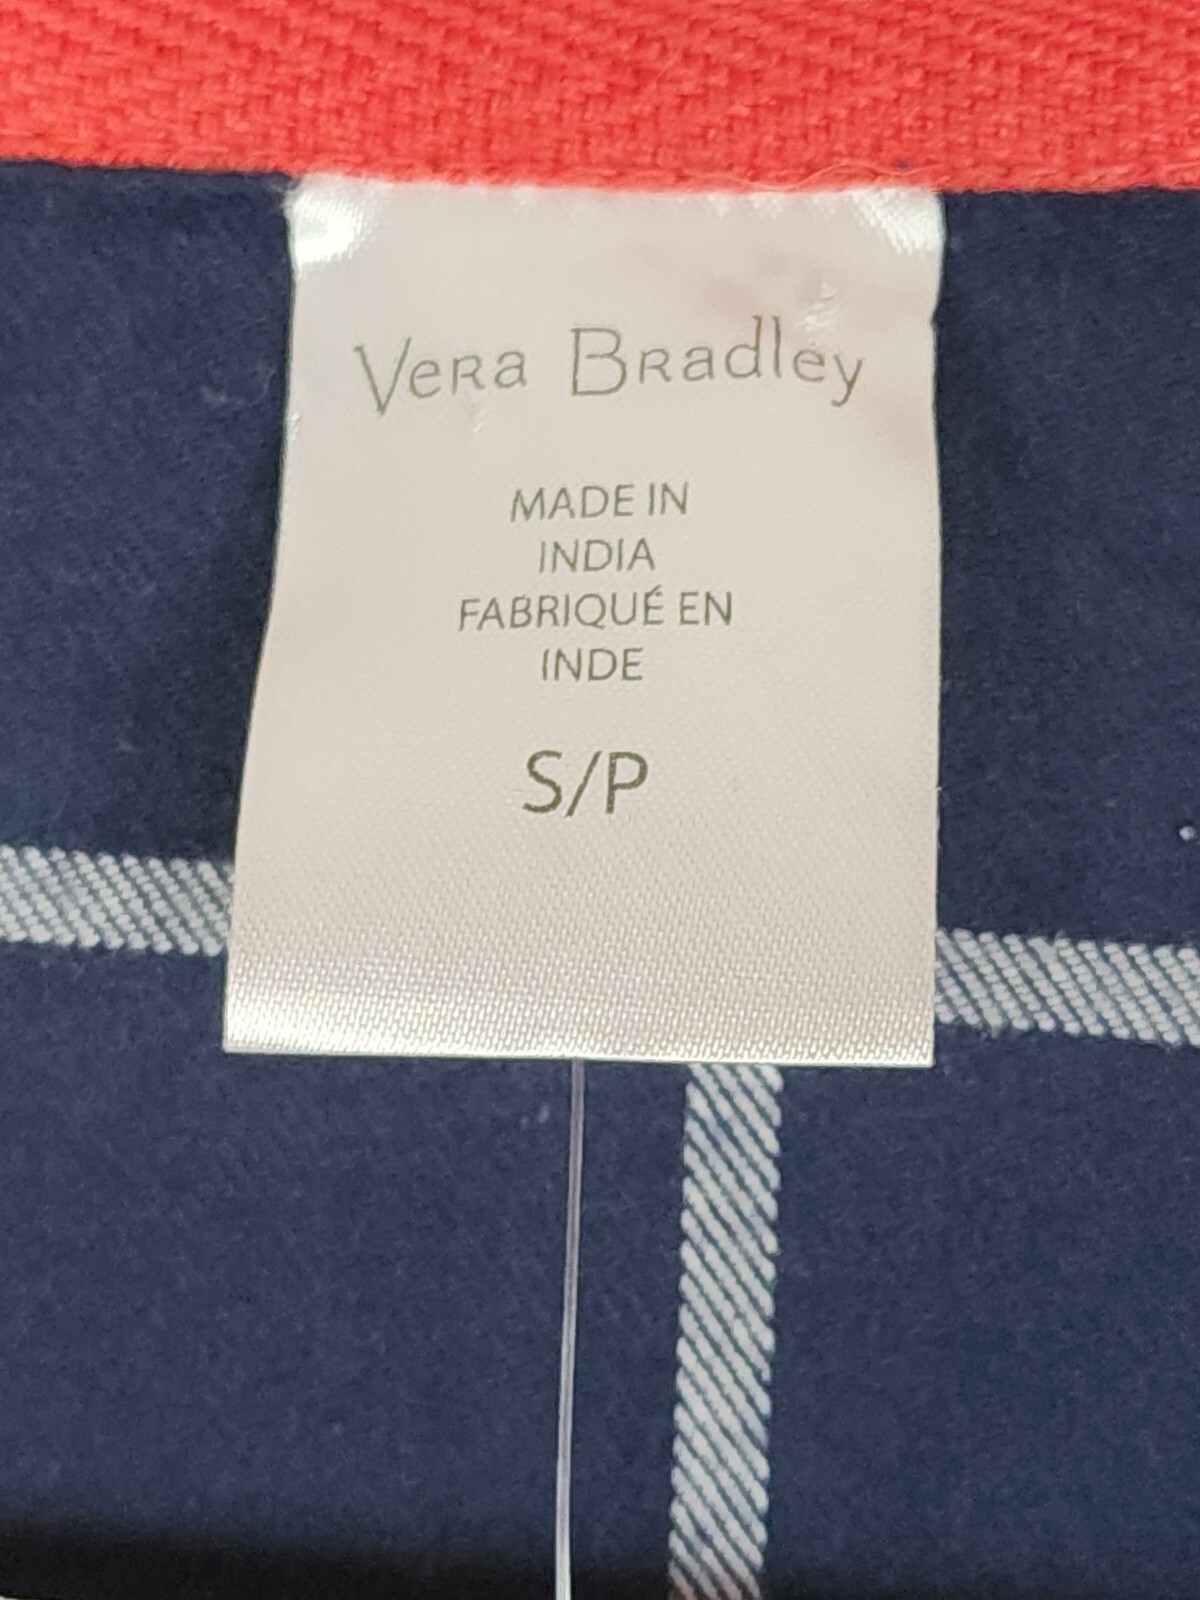 Vera Bradley
MADE IN
INDIA
FABRIQUÉ EN
INDE
S/P